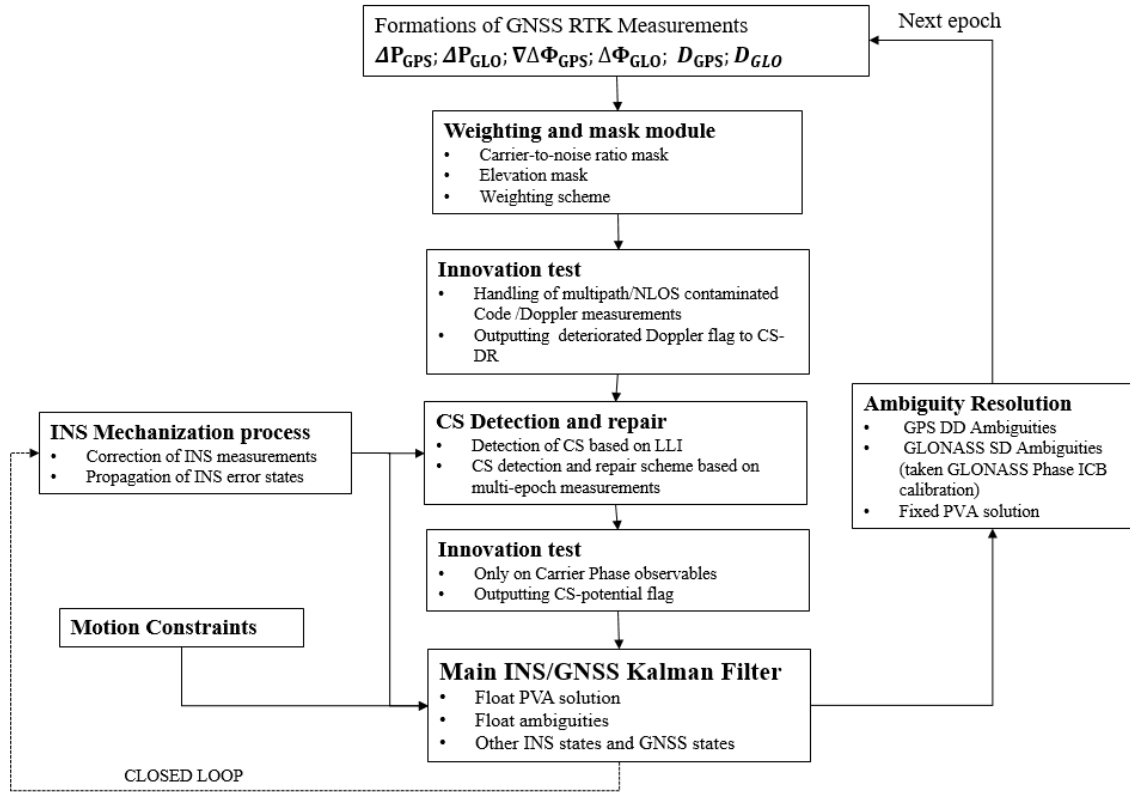 Next epoch
Formations of GNSS RTK Measurements
ΔP_GPS; ΔP_GLO; ∇ΔΦ_GPS; ΔΦ_GLO; D_GPS; D_GLO
Weighting and mask module
• Carrier-to-noise ratio mask
• Elevation mask
• Weighting scheme
Innovation test
• Handling of multipath/NLOS contaminated
Code /Doppler measurements
• Outputting deteriorated Doppler flag to CS-
DR
INS Mechanization process
• Correction of INS measurements
• Propagation of INS error states
CS Detection and repair
• Detection of CS based on LLI
• CS detection and repair scheme based on
multi-epoch measurements
Ambiguity Resolution
• GPS DD Ambiguities
• GLONASS SD Ambiguities
(taken GLONASS Phase ICB
calibration)
• Fixed PVA solution
Innovation test
• Only on Carrier Phase observables
• Outputting CS-potential flag
Motion Constraints
Main INS/GNSS Kalman Filter
• Float PVA solution
• Float ambiguities
• Other INS states and GNSS states
CLOSED LOOP